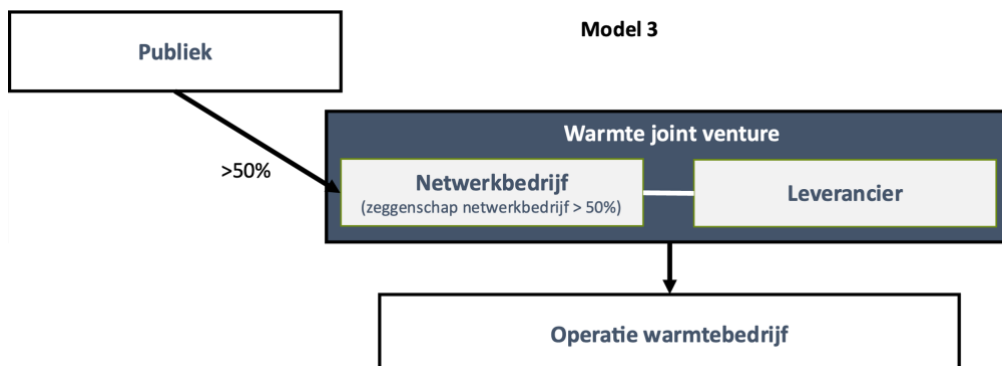 Model 3
Publiek
>50%
Warmte joint venture
Netwerkbedrijf
(zeggenschap netwerkbedrijf > 50%)
Leverancier
Operatie warmtebedrijf